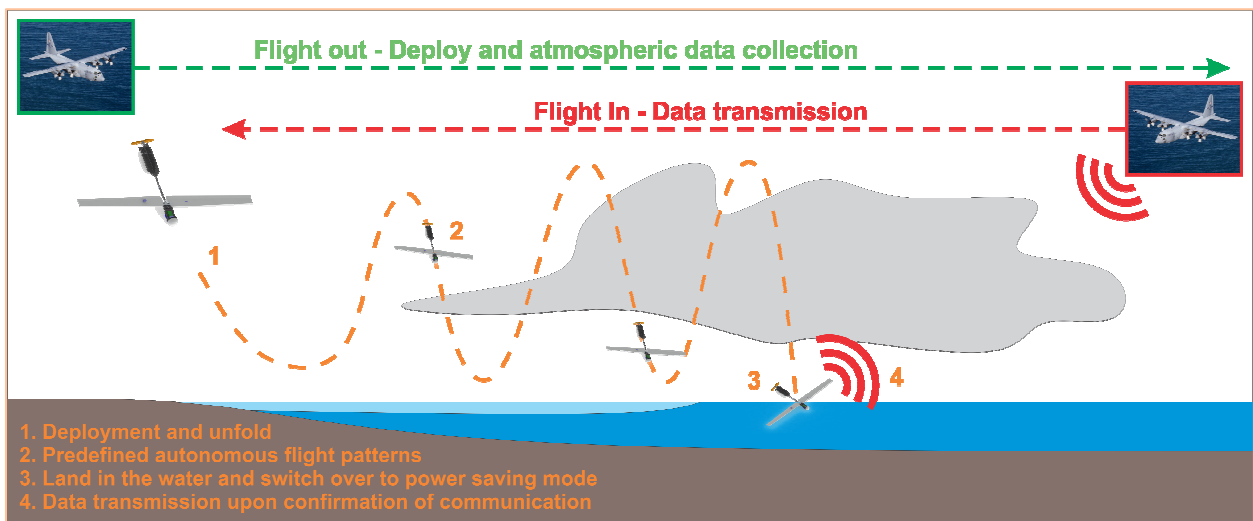 Flight out - Deploy and atmospheric data collection
Flight In - Data transmission
1
2
3
4
1. Deployment and unfold
2. Predefined autonomous flight patterns
3. Land in the water and switch over to power saving mode
4. Data transmission upon confirmation of communication